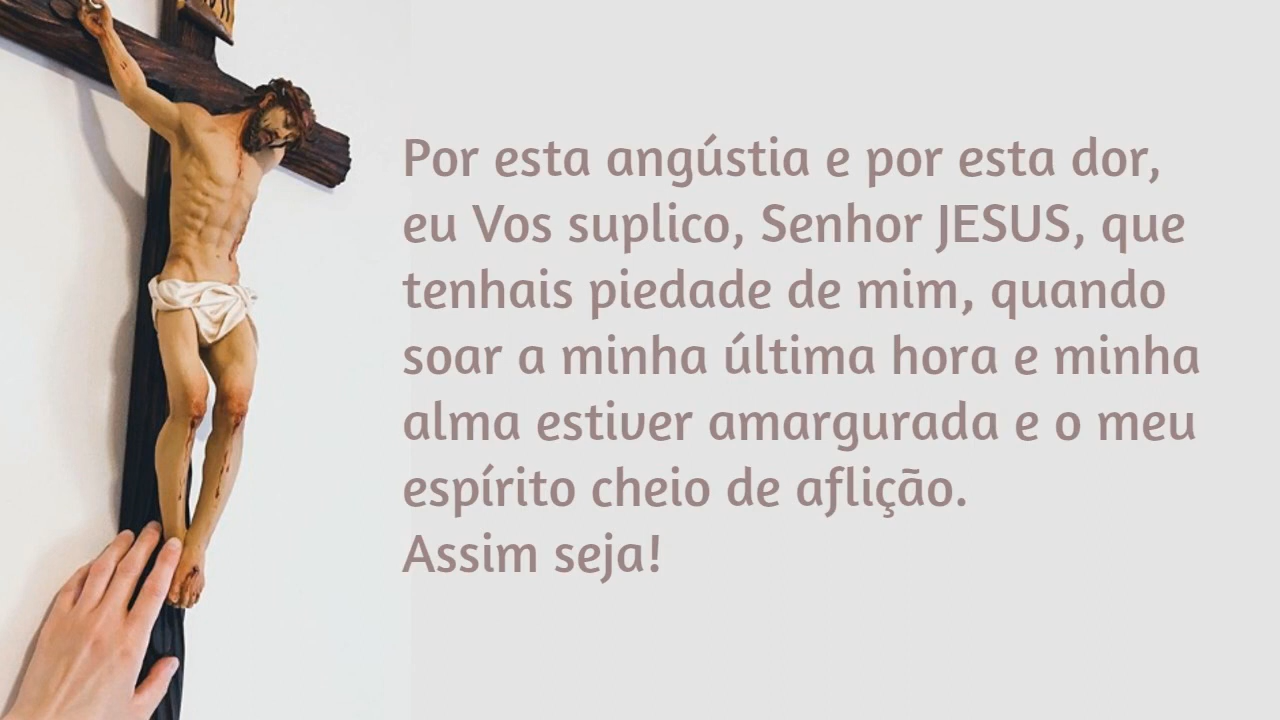 Por esta angústia e por esta dor,
eu Vos suplico, Senhor JESUS, que
tenhais piedade de mim, quando
soar a minha última hora e minha
alma estiver amargurada e o meu
espírito cheio de aflição.
Assim seja!